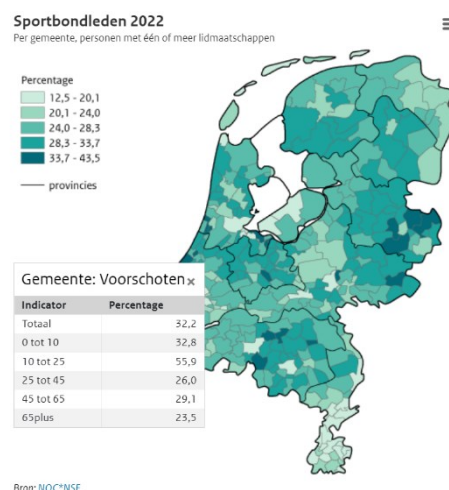 Sportbondleden 2022
Per gemeente, personen met één of meer lidmaatschappen
Percentage
12,5 - 20,1
20,1 - 24,0
24,0 - 28,3
28,3 - 33,7
33,7 - 43,5
provincies
Gemeente: Voorschoten x
Indicator Percentage
Totaal 32,2
0 tot 10 32,8
10 tot 25 55,9
25 tot 45 26,0
45 tot 65 29,1
65plus 23,5
Bron: NOC*NSF